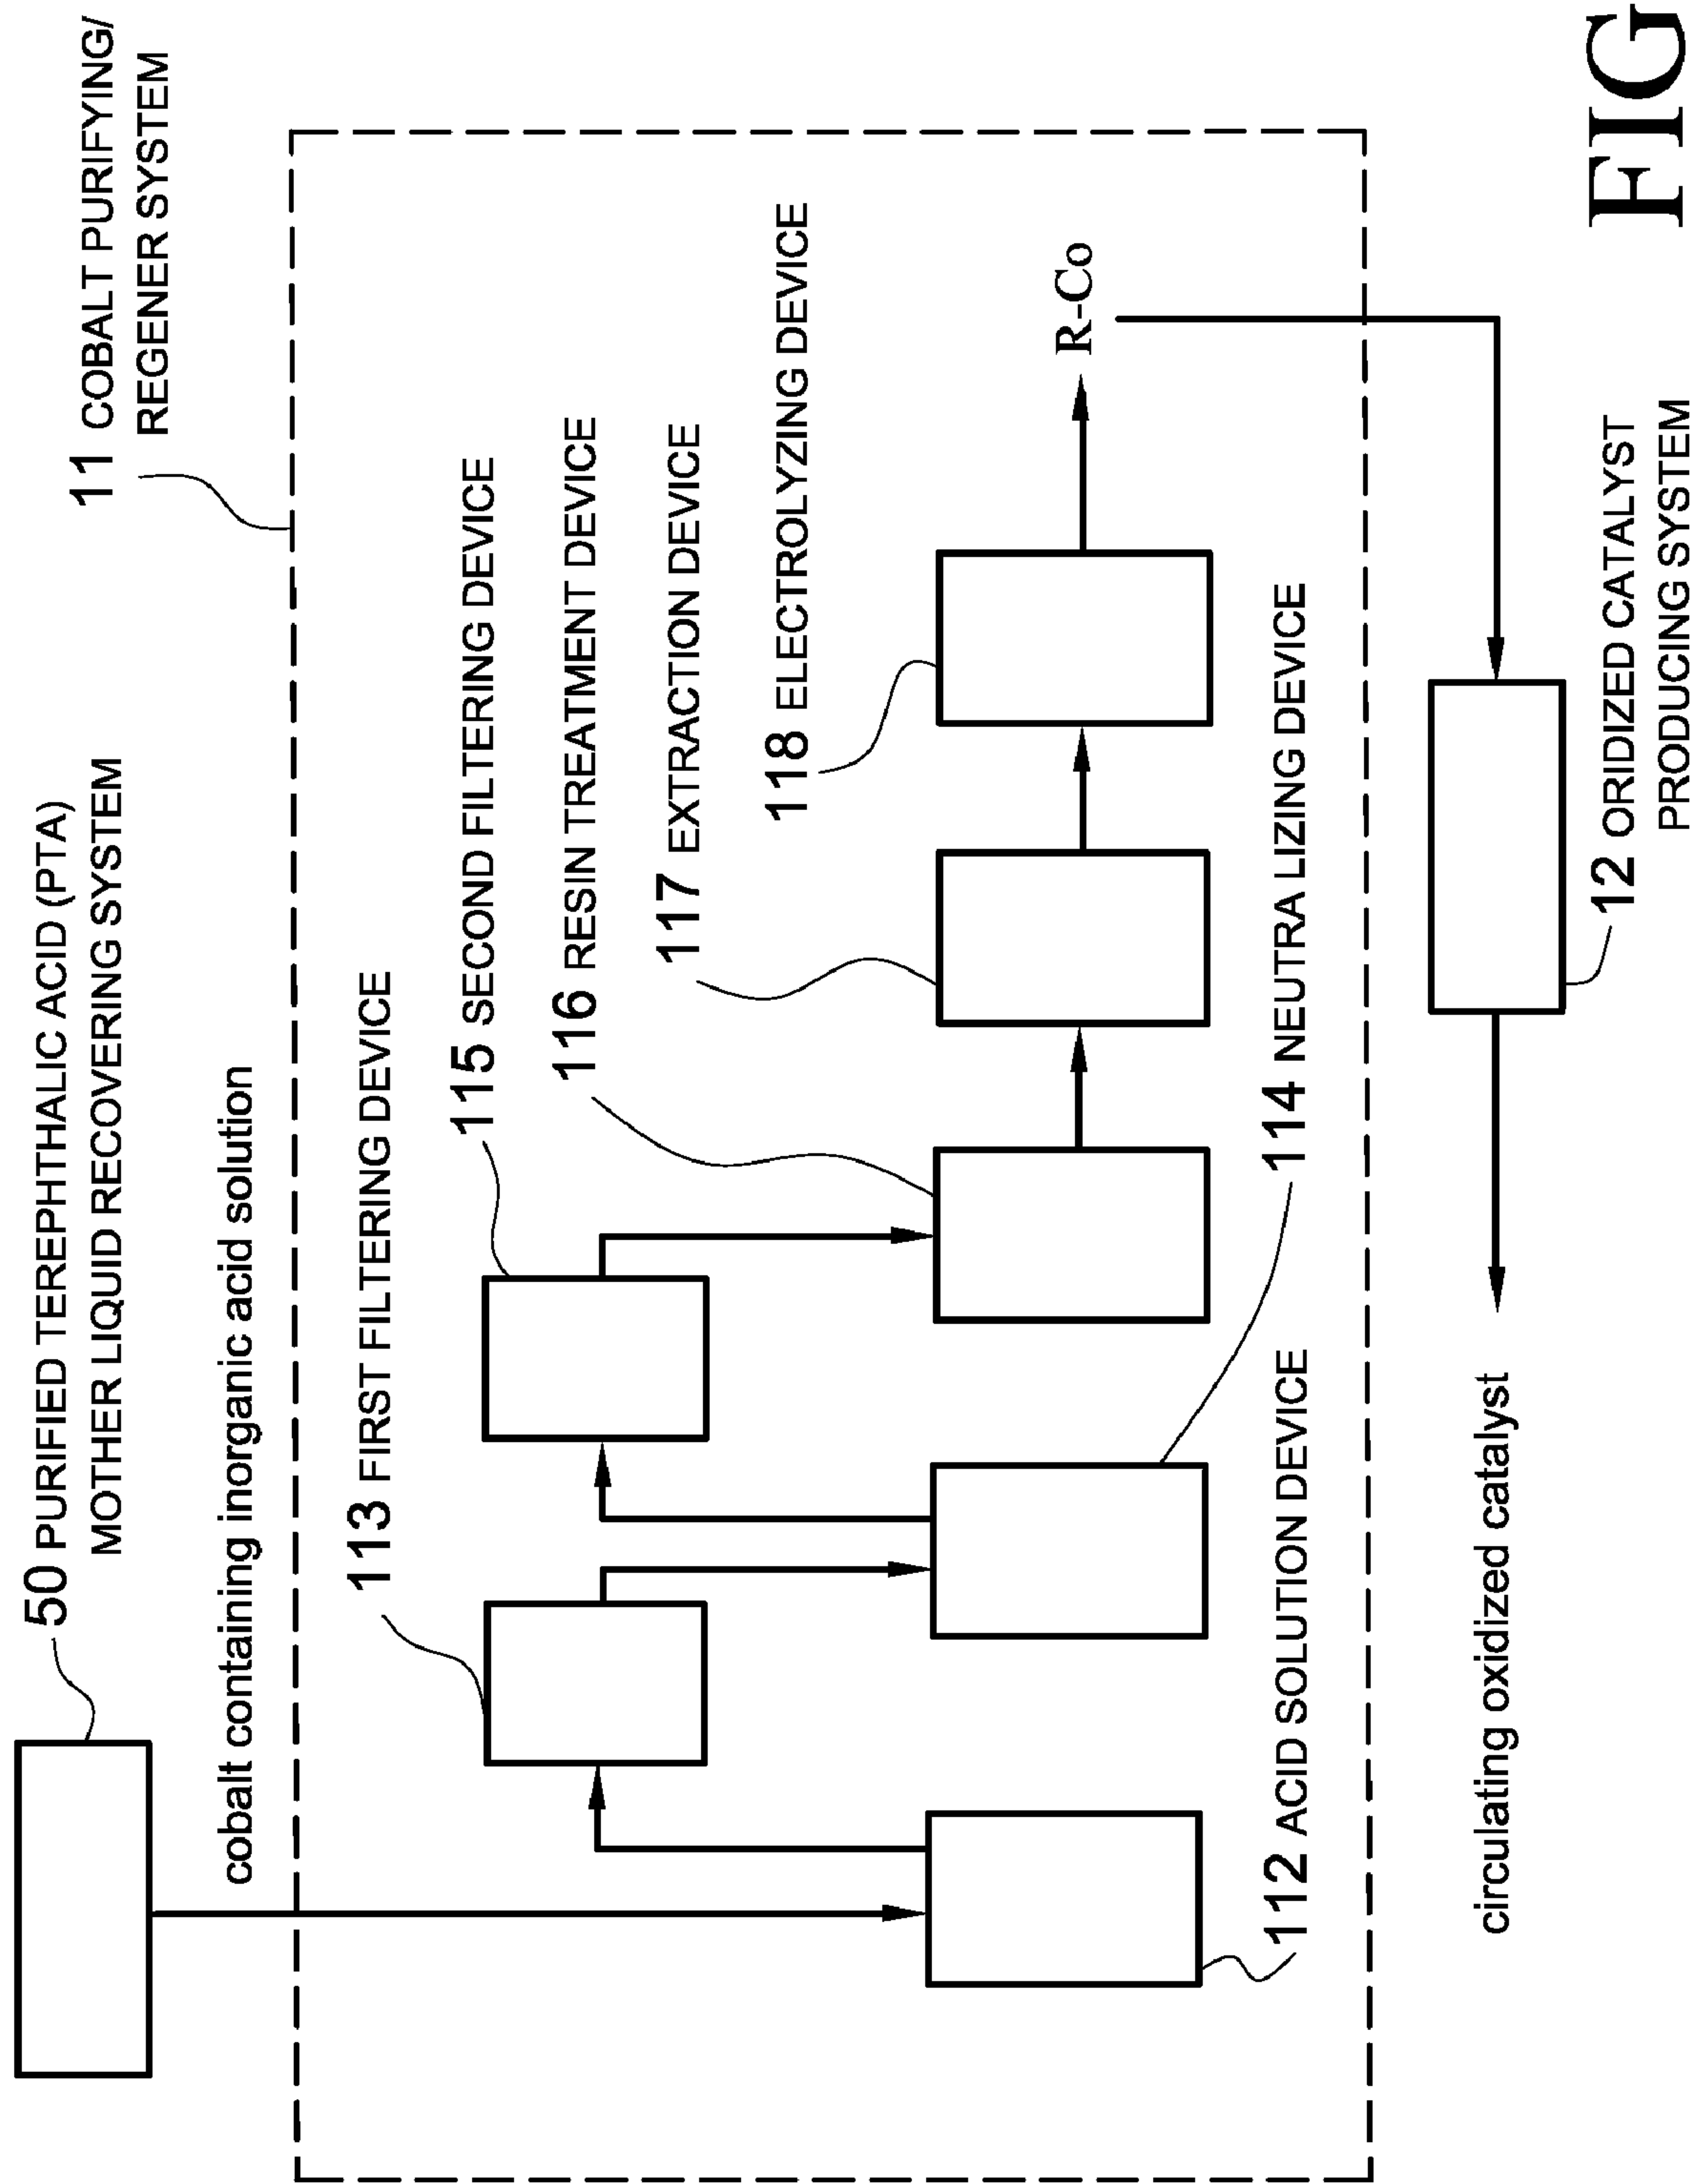 50 PURIFIED TEREPHTHALIC ACID (PTA)
MOTHER LIQUID RECOVERING SYSTEM
11 COBALT PURIFYING/
REGENER SYSTEM
cobalt containing inorganic acid solution
113 FIRST FILTERING DEVICE
115 SECOND FILTERING DEVICE
116 RESIN TREATMENT DEVICE
117 EXTRACTION DEVICE
118 ELECTROLYZING DEVICE
R-Co
112 ACID SOLUTION DEVICE
114 NEUTRA LIZING DEVICE
circulating oxidized catalyst
12 ORIDIZED CATALYST
PRODUCING SYSTEM
FIG